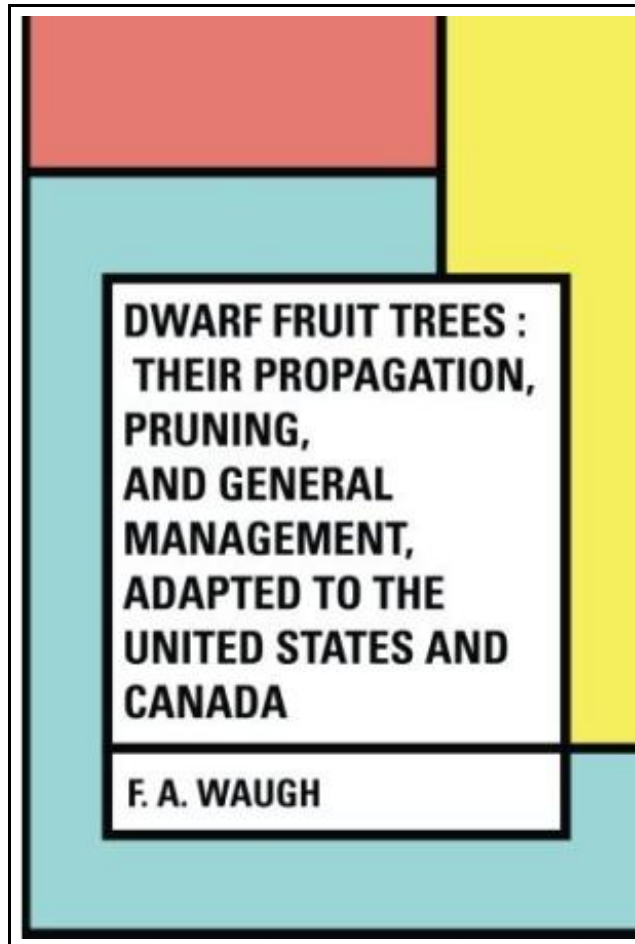 DWARF FRUIT TREES :
THEIR PROPAGATION,
PRUNING,
AND GENERAL
MANAGEMENT,
ADAPTED TO THE
UNITED STATES AND
CANADA
F. A. WAUGH